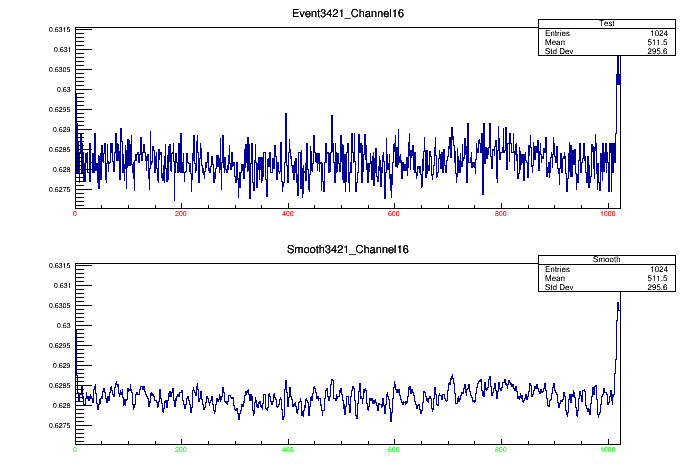 Event3421_Channel16
Test
Entries 1024
Mean 511.5
Std Dev 295.6
0.6315
0.631
0.6305
0.63
0.6295
0.629
0.6285
0.628
0.6275
0 200 400 600 800 1000
Smooth3421_Channel16
Smooth
Entries 1024
Mean 511.5
Std Dev 295.6
0.6315
0.631
0.6305
0.63
0.6295
0.629
0.6285
0.628
0.6275
0 200 400 600 800 1000